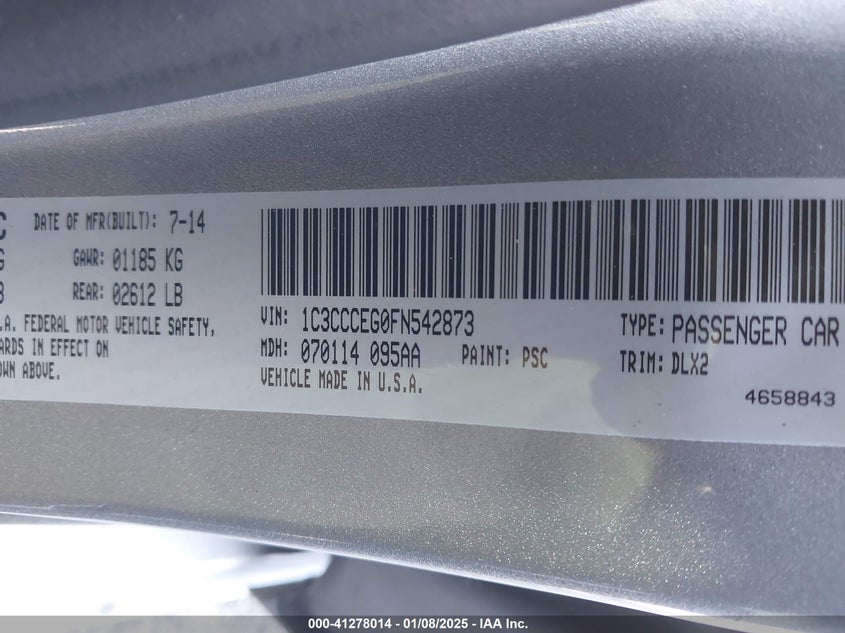 C DATE OF MFR(BUILT): 7-14
G GAWR: 01185 KG
B REAR: 02612 LB
.A. FEDERAL MOTOR VEHICLE SAFETY,
ARDS IN EFFECT ON
OWN ABOVE.
VIN: 1C3CCCEG0FN542873
TYPE: PASSENGER CAR
MDH: 070114 095AA PAINT: PSC
TRIM: DLX2
VEHICLE MADE IN U.S.A.
4658843
000-41278014 - 01/08/2025 - IAA Inc.